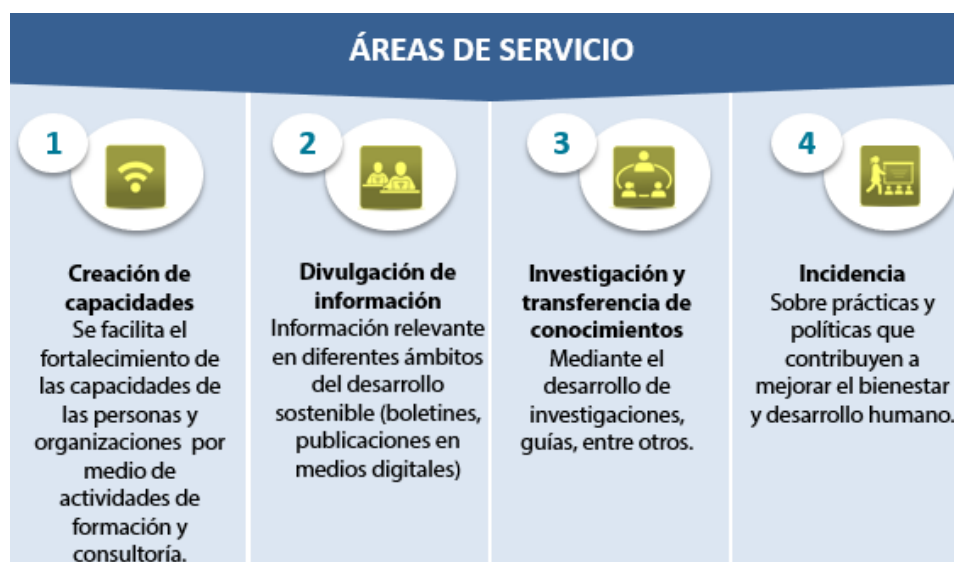 ÁREAS DE SERVICIO
1
Creación de
capacidades
Se facilita el
fortalecimiento de
las capacidades de
las personas y
organizaciones por
medio de
actividades de
formación y
consultoría.
2
Divulgación de
información
Información relevante
en diferentes ámbitos
del desarrollo
sostenible (boletines,
publicaciones en
medios digitales)
3
Investigación y
transferencia de
conocimientos
Mediante el
desarrollo de
investigaciones,
guías, entre otros.
4
Incidencia
Sobre prácticas y
políticas que
contribuyen a
mejorar el bienestar
y desarrollo humano.